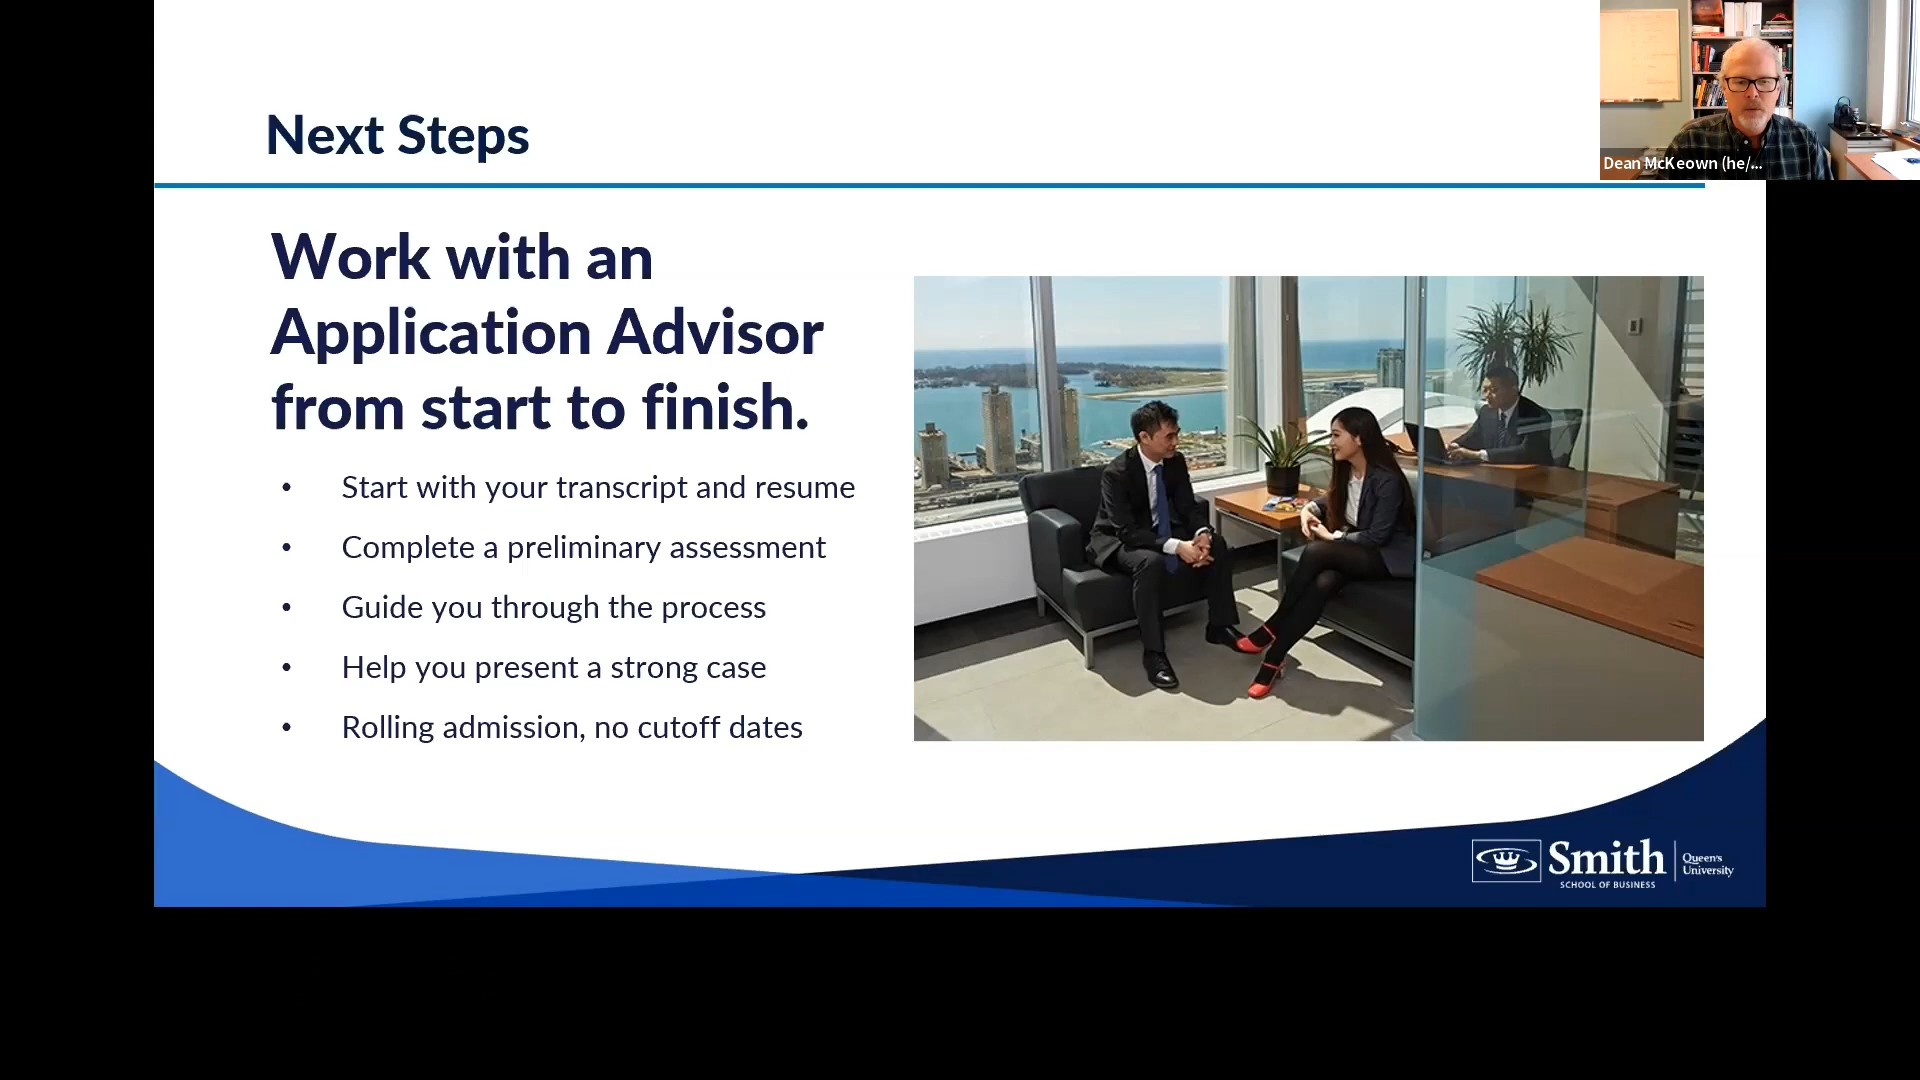 Next Steps
Dean McKeown (he/...
Work with an
Application Advisor
from start to finish.
• Start with your transcript and resume
• Complete a preliminary assessment
• Guide you through the process
• Help you present a strong case
• Rolling admission, no cutoff dates
Smith
SCHOOL OF BUSINESS
Queen's
University